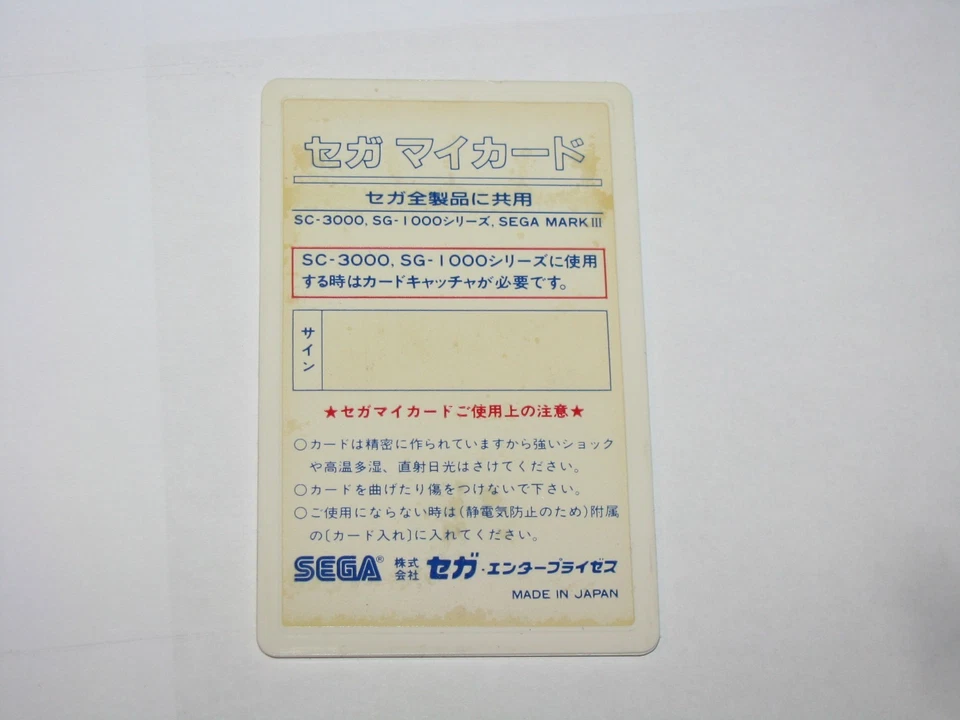 セガ マイカード
セガ全製品に共用
SC-3000, SG-1000シリーズ, SEGA MARKⅢ
SC-3000, SG-1000シリーズに使用
する時はカードキャッチャが必要です。
サイン
★セガマイカードご使用上の注意★
○カードは精密に作られていますから強いショック
や高温多湿、直射日光はさけてください。
○カードを曲げたり傷をつけないで下さい。
○ご使用にならない時は(静電気防止のため)附属
の〔カード入れ〕に入れてください。
SEGA® 株式会社 セガ・エンタープライゼス
MADE IN JAPAN